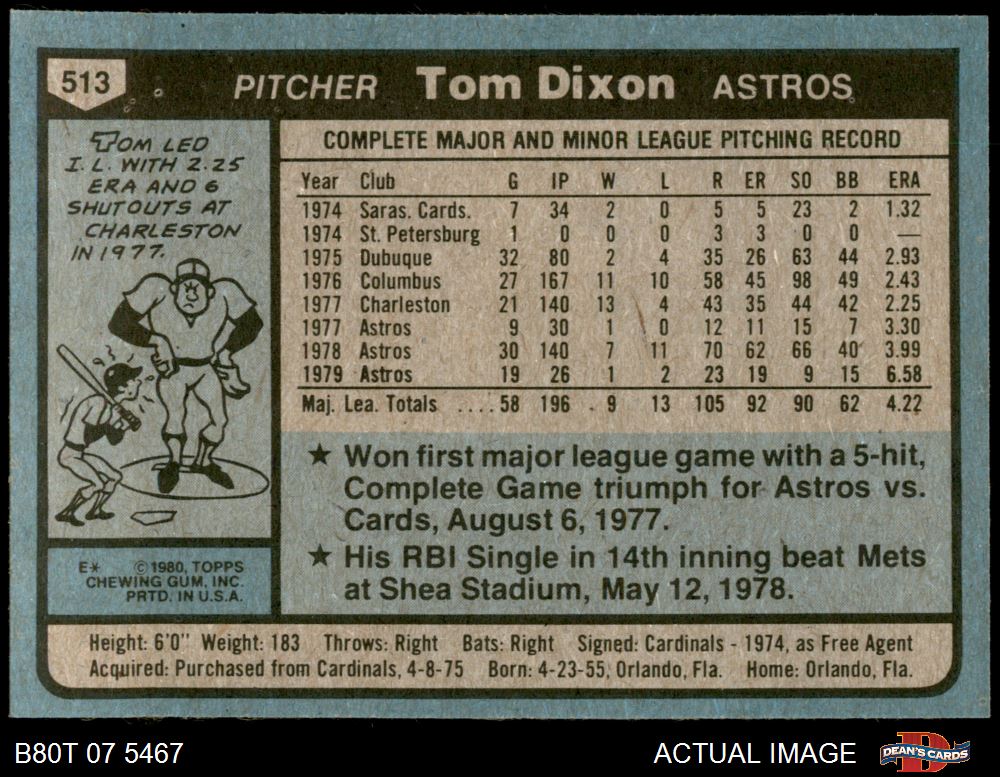 513 PITCHER Tom Dixon ASTROS
TOM LED
I.L. WITH 2.25
ERA AND 6
SHUTOUTS AT
CHARLESTON
IN 1977.
COMPLETE MAJOR AND MINOR LEAGUE PITCHING RECORD
Year Club G IP W L R ER SO BB ERA
1974 Saras. Cards. 7 34 2 0 5 5 23 2 1.32
1974 St. Petersburg 1 0 0 0 3 3 0 0 —
1975 Dubuque 32 80 2 4 35 26 63 44 2.93
1976 Columbus 27 167 11 10 58 45 98 49 2.43
1977 Charleston 21 140 13 4 43 35 44 42 2.25
1977 Astros 9 30 1 0 12 11 15 7 3.30
1978 Astros 30 140 7 11 70 62 66 40 3.99
1979 Astros 19 26 1 2 23 19 9 15 6.58
Maj. Lea. Totals .... 58 196 9 13 105 92 90 62 4.22
★ Won first major league game with a 5-hit,
Complete Game triumph for Astros vs.
Cards, August 6, 1977.
★ His RBI Single in 14th inning beat Mets
at Shea Stadium, May 12, 1978.
E* ©1980, TOPPS
CHEWING GUM, INC.
PRTD. IN U.S.A.
Height: 6'0" Weight: 183 Throws: Right Bats: Right Signed: Cardinals - 1974, as Free Agent
Acquired: Purchased from Cardinals, 4-8-75 Born: 4-23-55, Orlando, Fla. Home: Orlando, Fla.
B80T 07 5467 ACTUAL IMAGE D DEAN'S CARDS